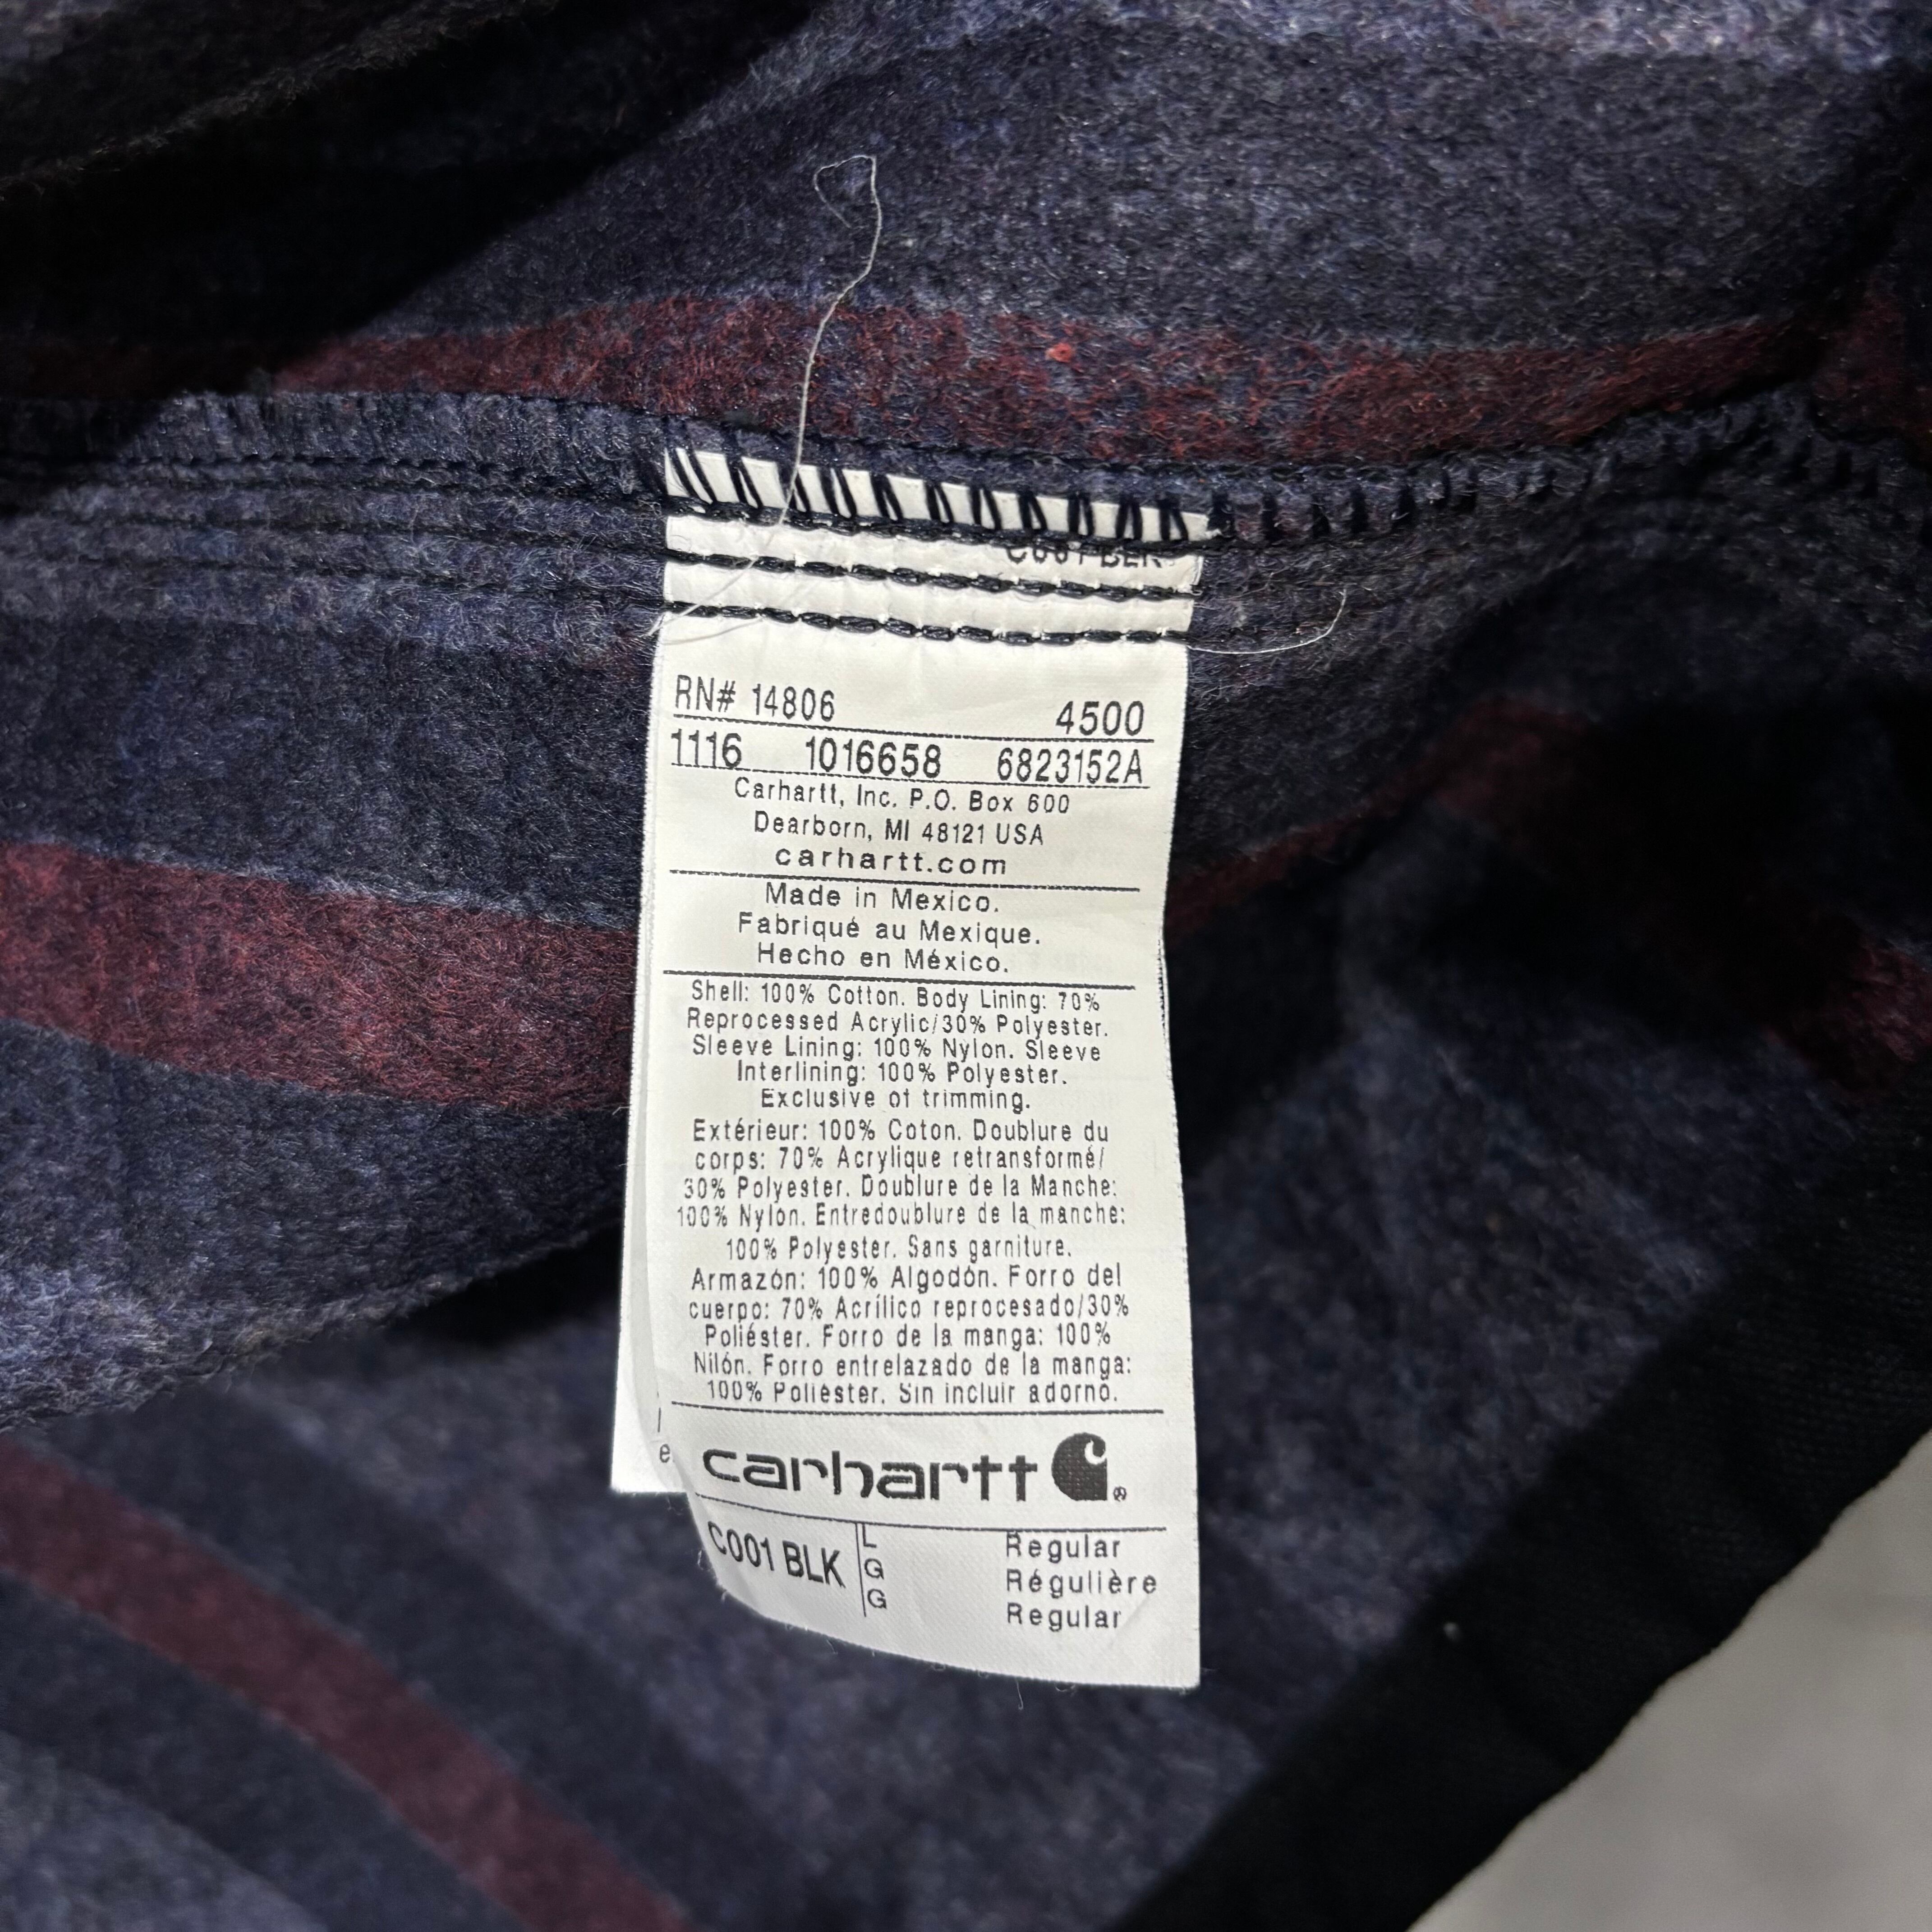 RN# 14806 4500
1116 1016658 6823152A
Carhartt, Inc. P.O. Box 600
Dearborn, MI 48121 USA
carhartt.com
Made in Mexico.
Fabriqué au Mexique.
Hecho en México.
Shell: 100% Cotton. Body Lining: 70%
Reprocessed Acrylic/30% Polyester.
Sleeve Lining: 100% Nylon. Sleeve
Interlining: 100% Polyester.
Exclusive of trimming.
Extérieur: 100% Coton. Doublure du
corps: 70% Acrylique retransformé/
30% Polyester. Doublure de la Manche:
100% Nylon. Entredoublure de la manche:
100% Polyester. Sans garniture.
Armazón: 100% Algodón. Forro del
cuerpo: 70% Acrílico reprocesado/30%
Poliéster. Forro de la manga: 100%
Nilón. Forro entrelazado de la manga:
100% Poliéster. Sin incluir adorno.
carhartt ®
C001 BLK L Regular
G Régulière
G Regular